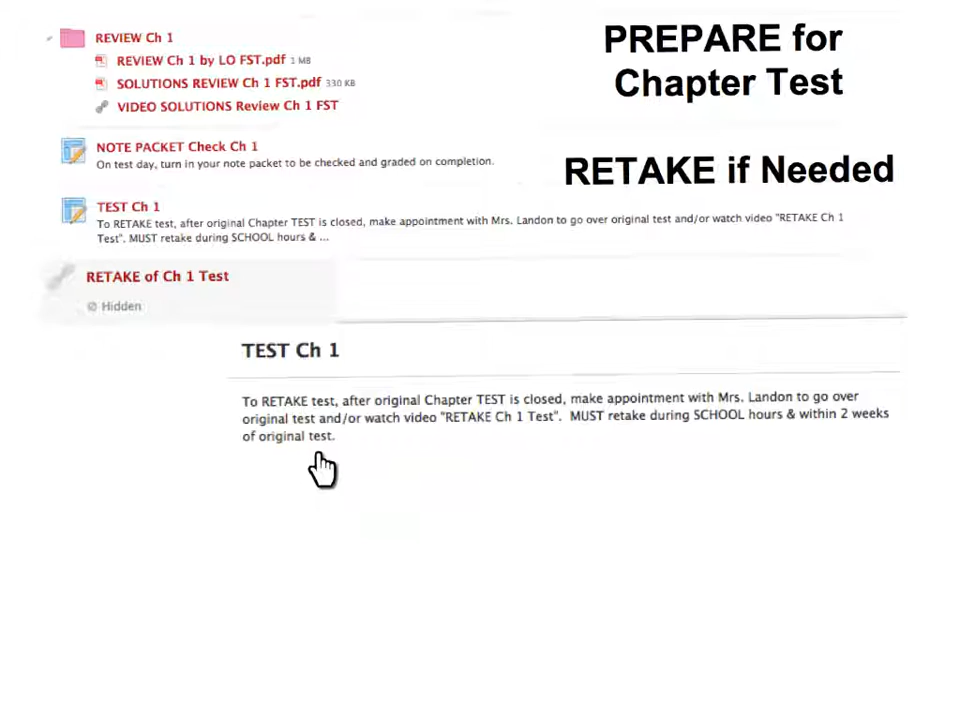 REVIEW Ch 1
REVIEW Ch 1 by LO FST.pdf 1 MB
SOLUTIONS REVIEW Ch 1 FST.pdf 330 KB
VIDEO SOLUTIONS Review Ch 1 FST
PREPARE for
Chapter Test
NOTE PACKET Check Ch 1
On test day, turn in your note packet to be checked and graded on completion.
RETAKE if Needed
TEST Ch 1
To RETAKE test, after original Chapter TEST is closed, make appointment with Mrs. Landon to go over original test and/or watch video "RETAKE Ch 1
Test". MUST retake during SCHOOL hours & ...
RETAKE of Ch 1 Test
Hidden
TEST Ch 1
To RETAKE test, after original Chapter TEST is closed, make appointment with Mrs. Landon to go over
original test and/or watch video "RETAKE Ch 1 Test". MUST retake during SCHOOL hours & within 2 weeks
of original test.